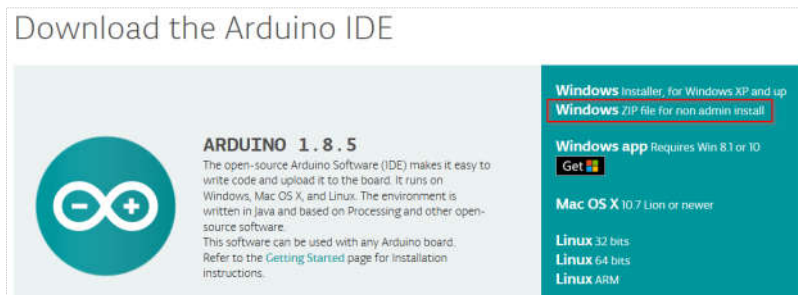 Download the Arduino IDE
ARDUINO 1.8.5
The open-source Arduino Software (IDE) makes it easy to
write code and upload it to the board. It runs on
Windows, Mac OS X, and Linux. The environment is
written in Java and based on Processing and other open-
source software.
This software can be used with any Arduino board.
Refer to the Getting Started page for Installation
instructions.
Windows Installer, for Windows XP and up
Windows ZIP file for non admin install
Windows app Requires Win 8.1 or 10
Get
Mac OS X 10.7 Lion or newer
Linux 32 bits
Linux 64 bits
Linux ARM